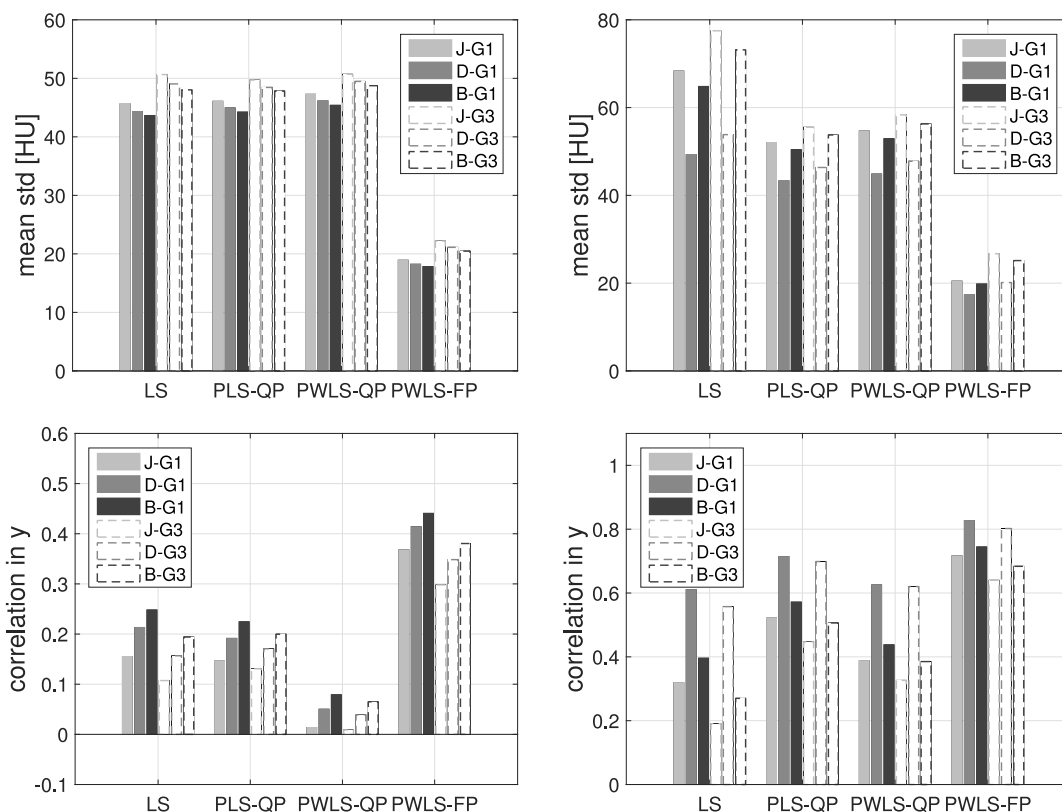 60
50
40
30
20
10
0
mean std [HU]
J-G1
D-G1
B-G1
J-G3
D-G3
B-G3
LS PLS-QP PWLS-QP PWLS-FP
80
60
40
20
0
mean std [HU]
J-G1
D-G1
B-G1
J-G3
D-G3
B-G3
LS PLS-QP PWLS-QP PWLS-FP
0.6
0.5
0.4
0.3
0.2
0.1
0
-0.1
correlation in y
J-G1
D-G1
B-G1
J-G3
D-G3
B-G3
LS PLS-QP PWLS-QP PWLS-FP
1
0.8
0.6
0.4
0.2
0
correlation in y
J-G1
D-G1
B-G1
J-G3
D-G3
B-G3
LS PLS-QP PWLS-QP PWLS-FP